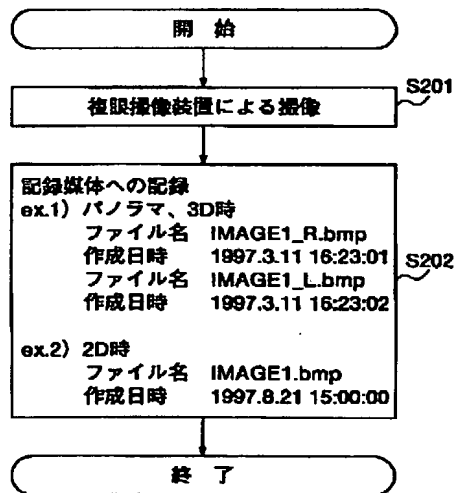 開 始
複眼撮像装置による撮像
S201
記録媒体への記録
ex.1) パノラマ、3D時
ファイル名 IMAGE1_R.bmp
作成日時 1997.3.11 16:23:01
ファイル名 IMAGE1_L.bmp
作成日時 1997.3.11 16:23:02
S202
ex.2) 2D時
ファイル名 IMAGE1.bmp
作成日時 1997.8.21 15:00:00
終 了